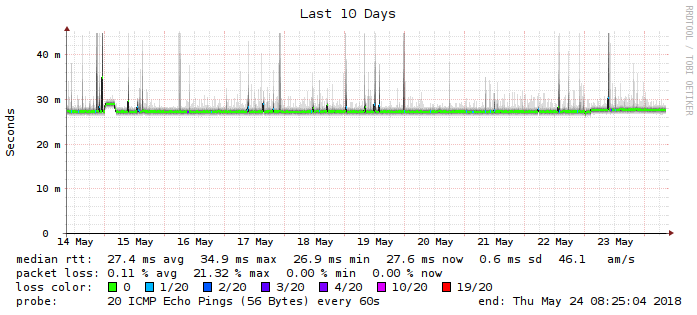 Last 10 Days
RRDTOOL / TOBI OETIKER
Seconds
40 m
30 m
20 m
10 m
0
14 May 15 May 16 May 17 May 18 May 19 May 20 May 21 May 22 May 23 May
median rtt: 27.4 ms avg 34.9 ms max 26.9 ms min 27.6 ms now 0.6 ms sd 46.1 am/s
packet loss: 0.11 % avg 21.32 % max 0.00 % min 0.00 % now
loss color: 0 1/20 2/20 3/20 4/20 10/20 19/20
probe: 20 ICMP Echo Pings (56 Bytes) every 60s end: Thu May 24 08:25:04 2018